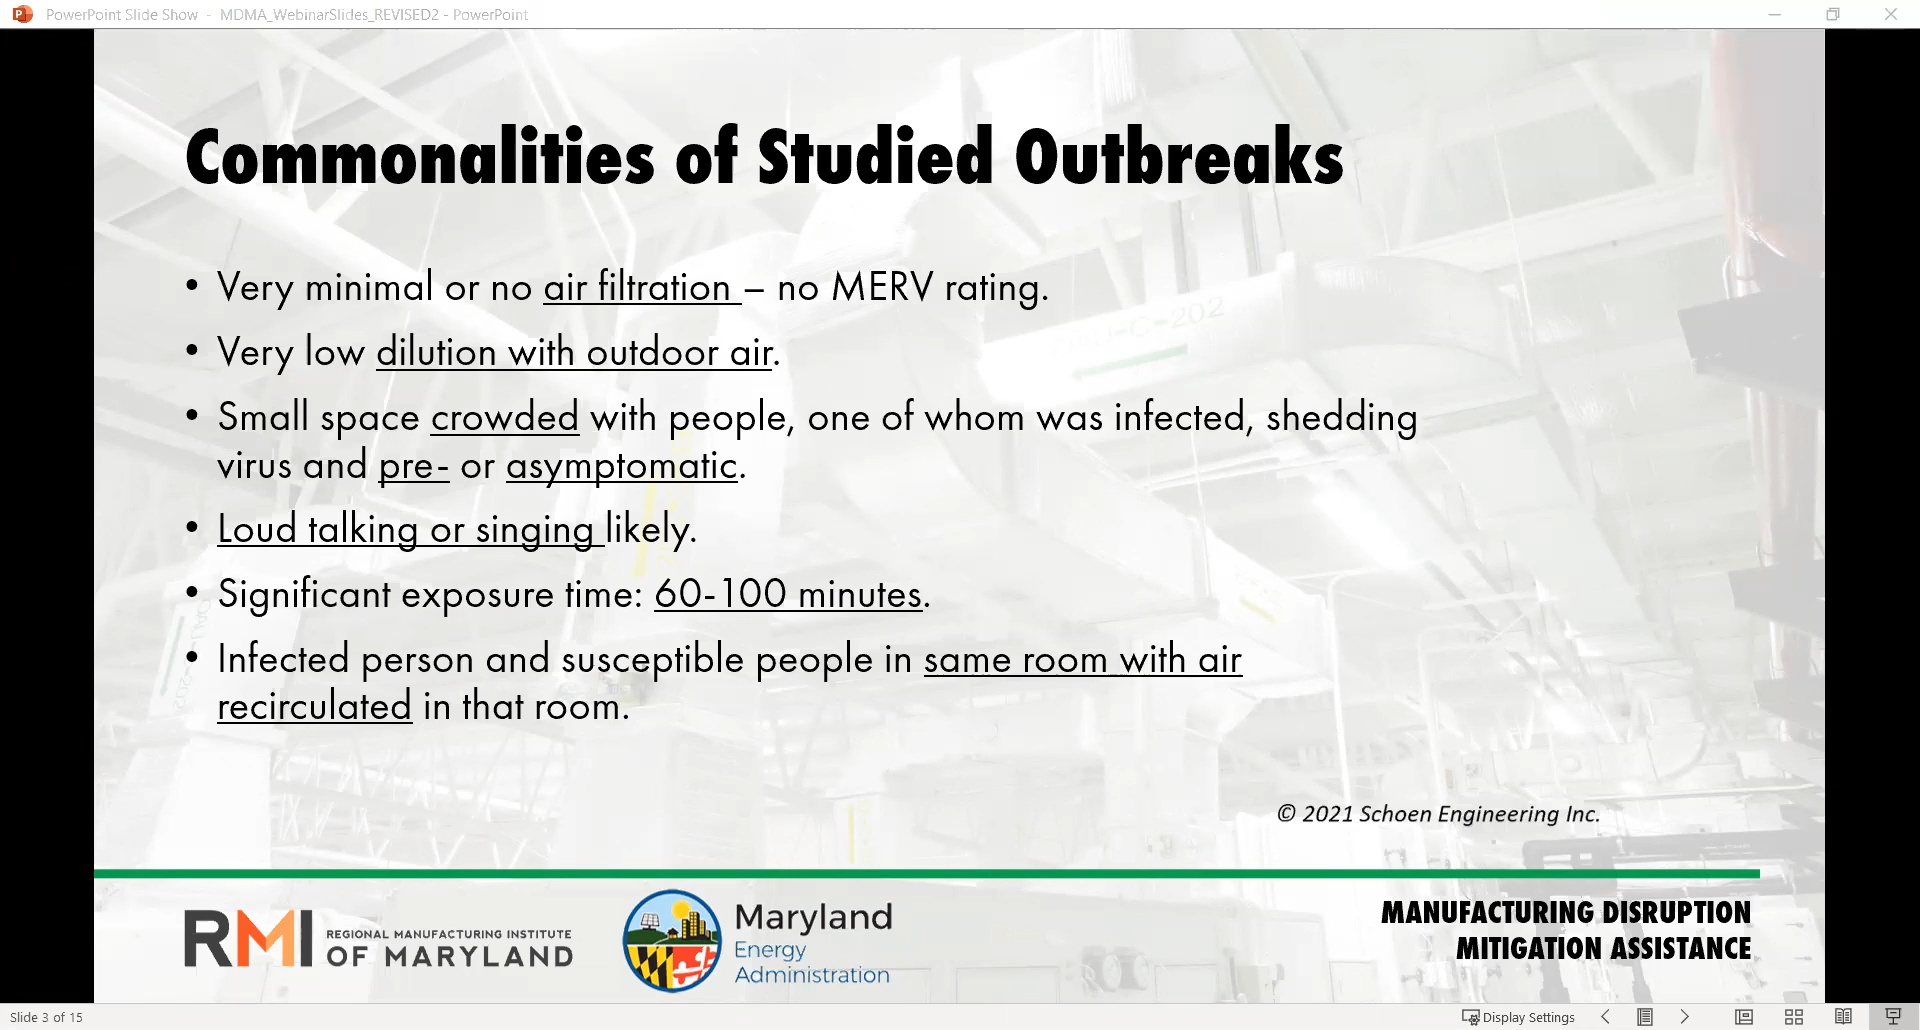 PowerPoint Slide Show - MDMA_WebinarSlides_REVISED2 - PowerPoint
Commonalities of Studied Outbreaks
• Very minimal or no air filtration – no MERV rating.
• Very low dilution with outdoor air.
• Small space crowded with people, one of whom was infected, shedding
virus and pre- or asymptomatic.
• Loud talking or singing likely.
• Significant exposure time: 60-100 minutes.
• Infected person and susceptible people in same room with air
recirculated in that room.
© 2021 Schoen Engineering Inc.
RMI REGIONAL MANUFACTURING INSTITUTE
OF MARYLAND
Maryland
Energy
Administration
MANUFACTURING DISRUPTION
MITIGATION ASSISTANCE
Slide 3 of 15
Display Settings